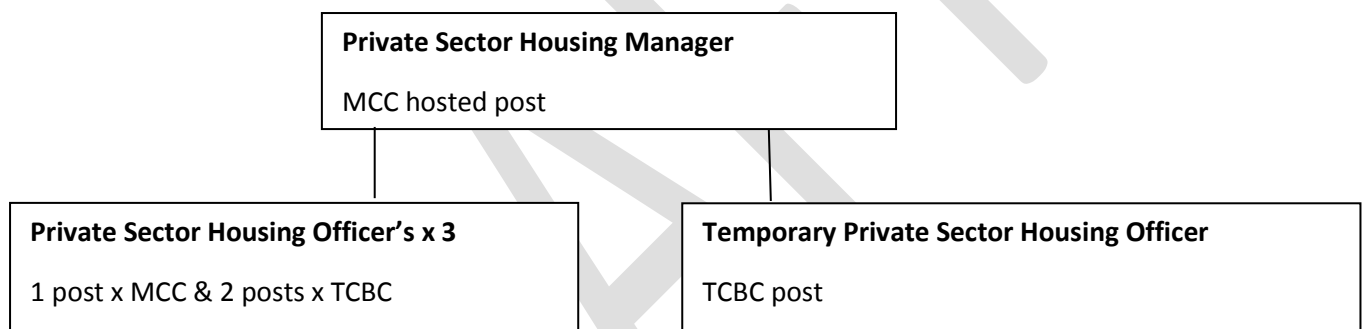 Private Sector Housing Manager
MCC hosted post
Private Sector Housing Officer's x 3
1 post x MCC & 2 posts x TCBC
Temporary Private Sector Housing Officer
TCBC post